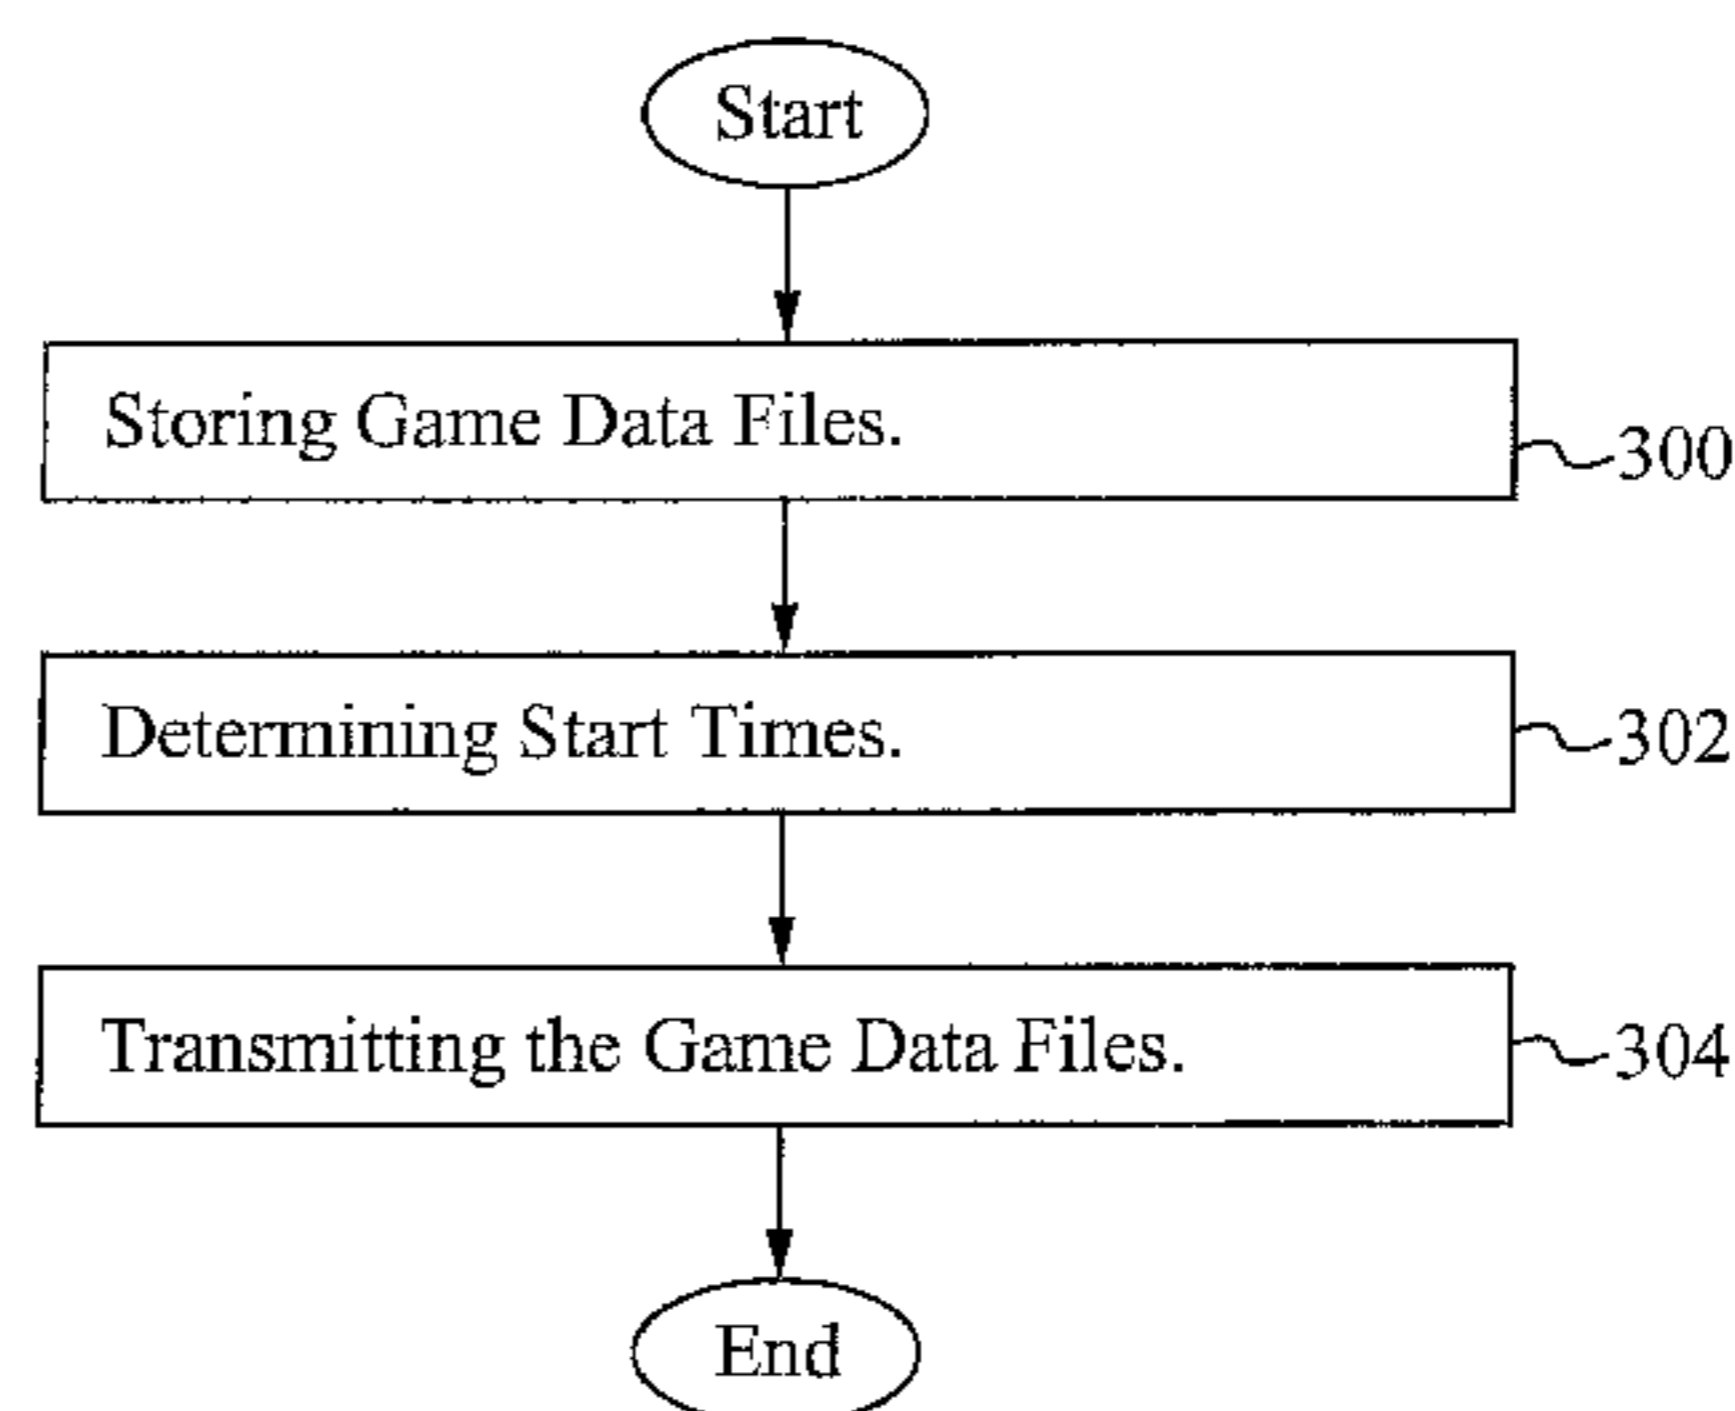 Start
Storing Game Data Files.
300
Determining Start Times.
302
Transmitting the Game Data Files.
304
End